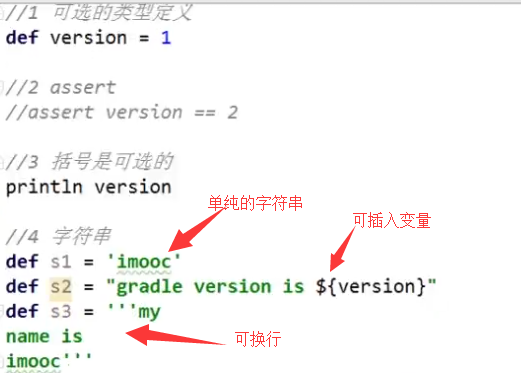 //1 可选的类型定义
def version = 1
//2 assert
//assert version == 2
//3 括号是可选的
println version
单纯的字符串
可插入变量
//4 字符串
def s1 = 'imooc'
def s2 = "gradle version is ${version}"
def s3 = '''my
name is
可换行
imooc'''